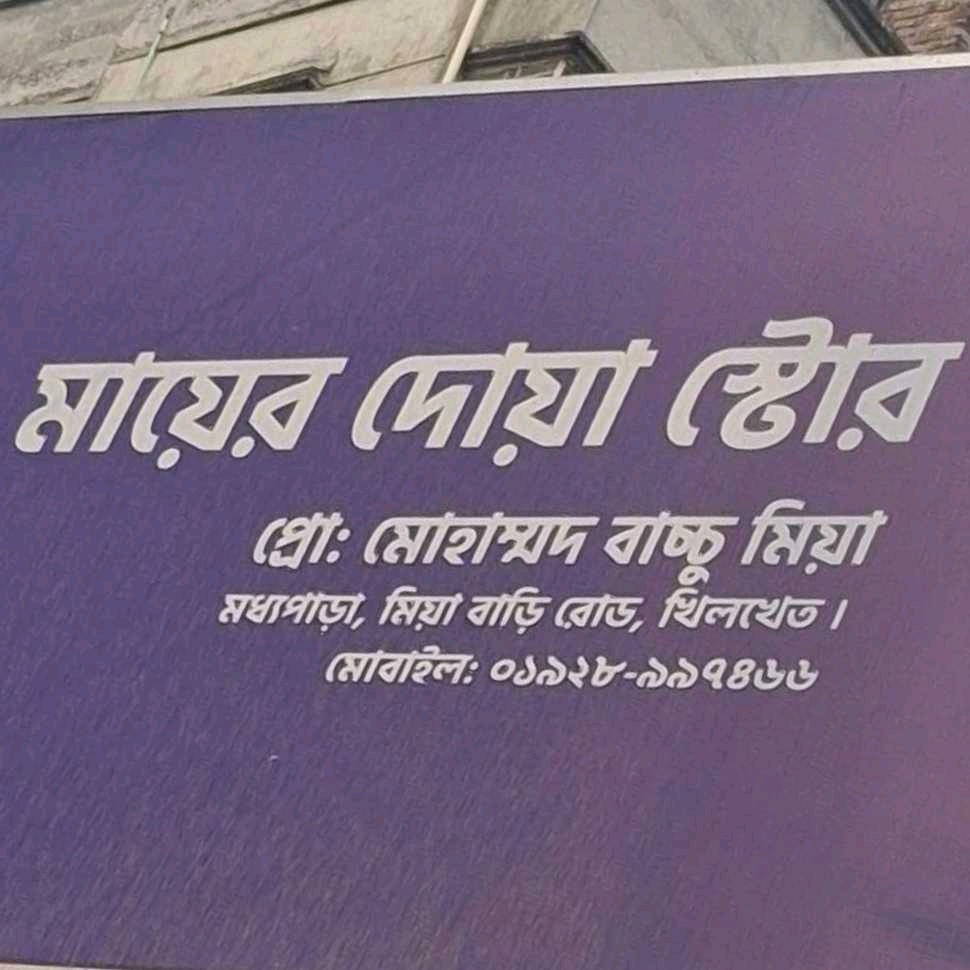 মায়ের দোয়া স্টোর
প্রো: মোহাম্মদ বাচ্চু মিয়া
মধ্যপাড়া, মিয়া বাড়ি রোড, খিলখেত।
মোবাইল: ০১৯২৮-৯৯৭৪৬৬